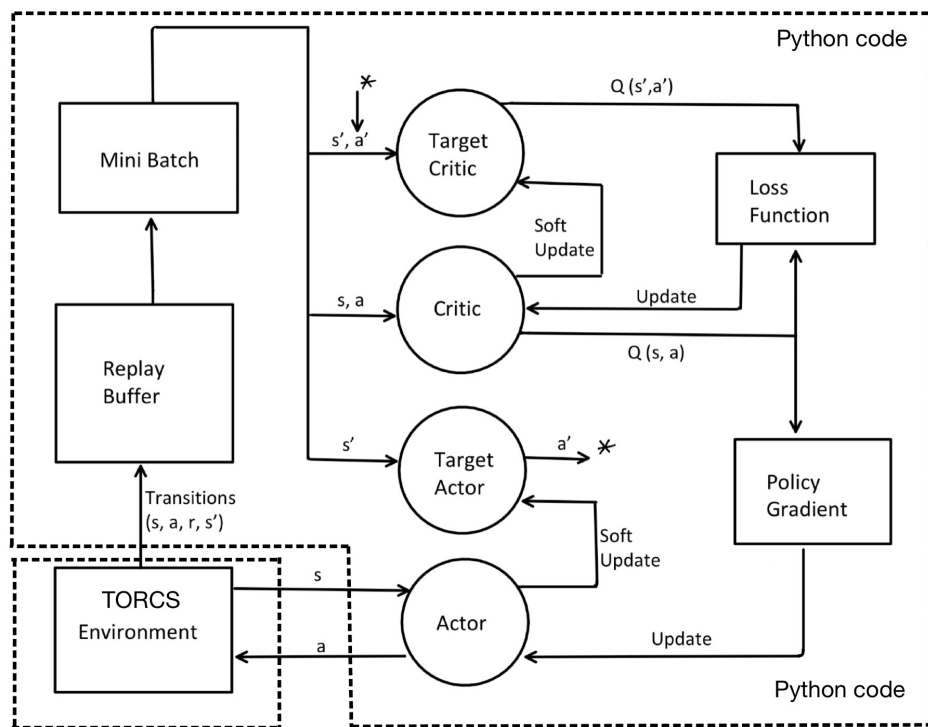 Python code
*
Q (s’,a’)
Mini Batch
s’, a’
Target
Critic
Loss
Function
Soft
Update
s, a
Critic
Update
Q (s, a)
Replay
Buffer
s’
Target
Actor
a’ *
Policy
Gradient
Transitions
(s, a, r, s’)
Soft
Update
TORCS
Environment
s
a
Actor
Update
Python code